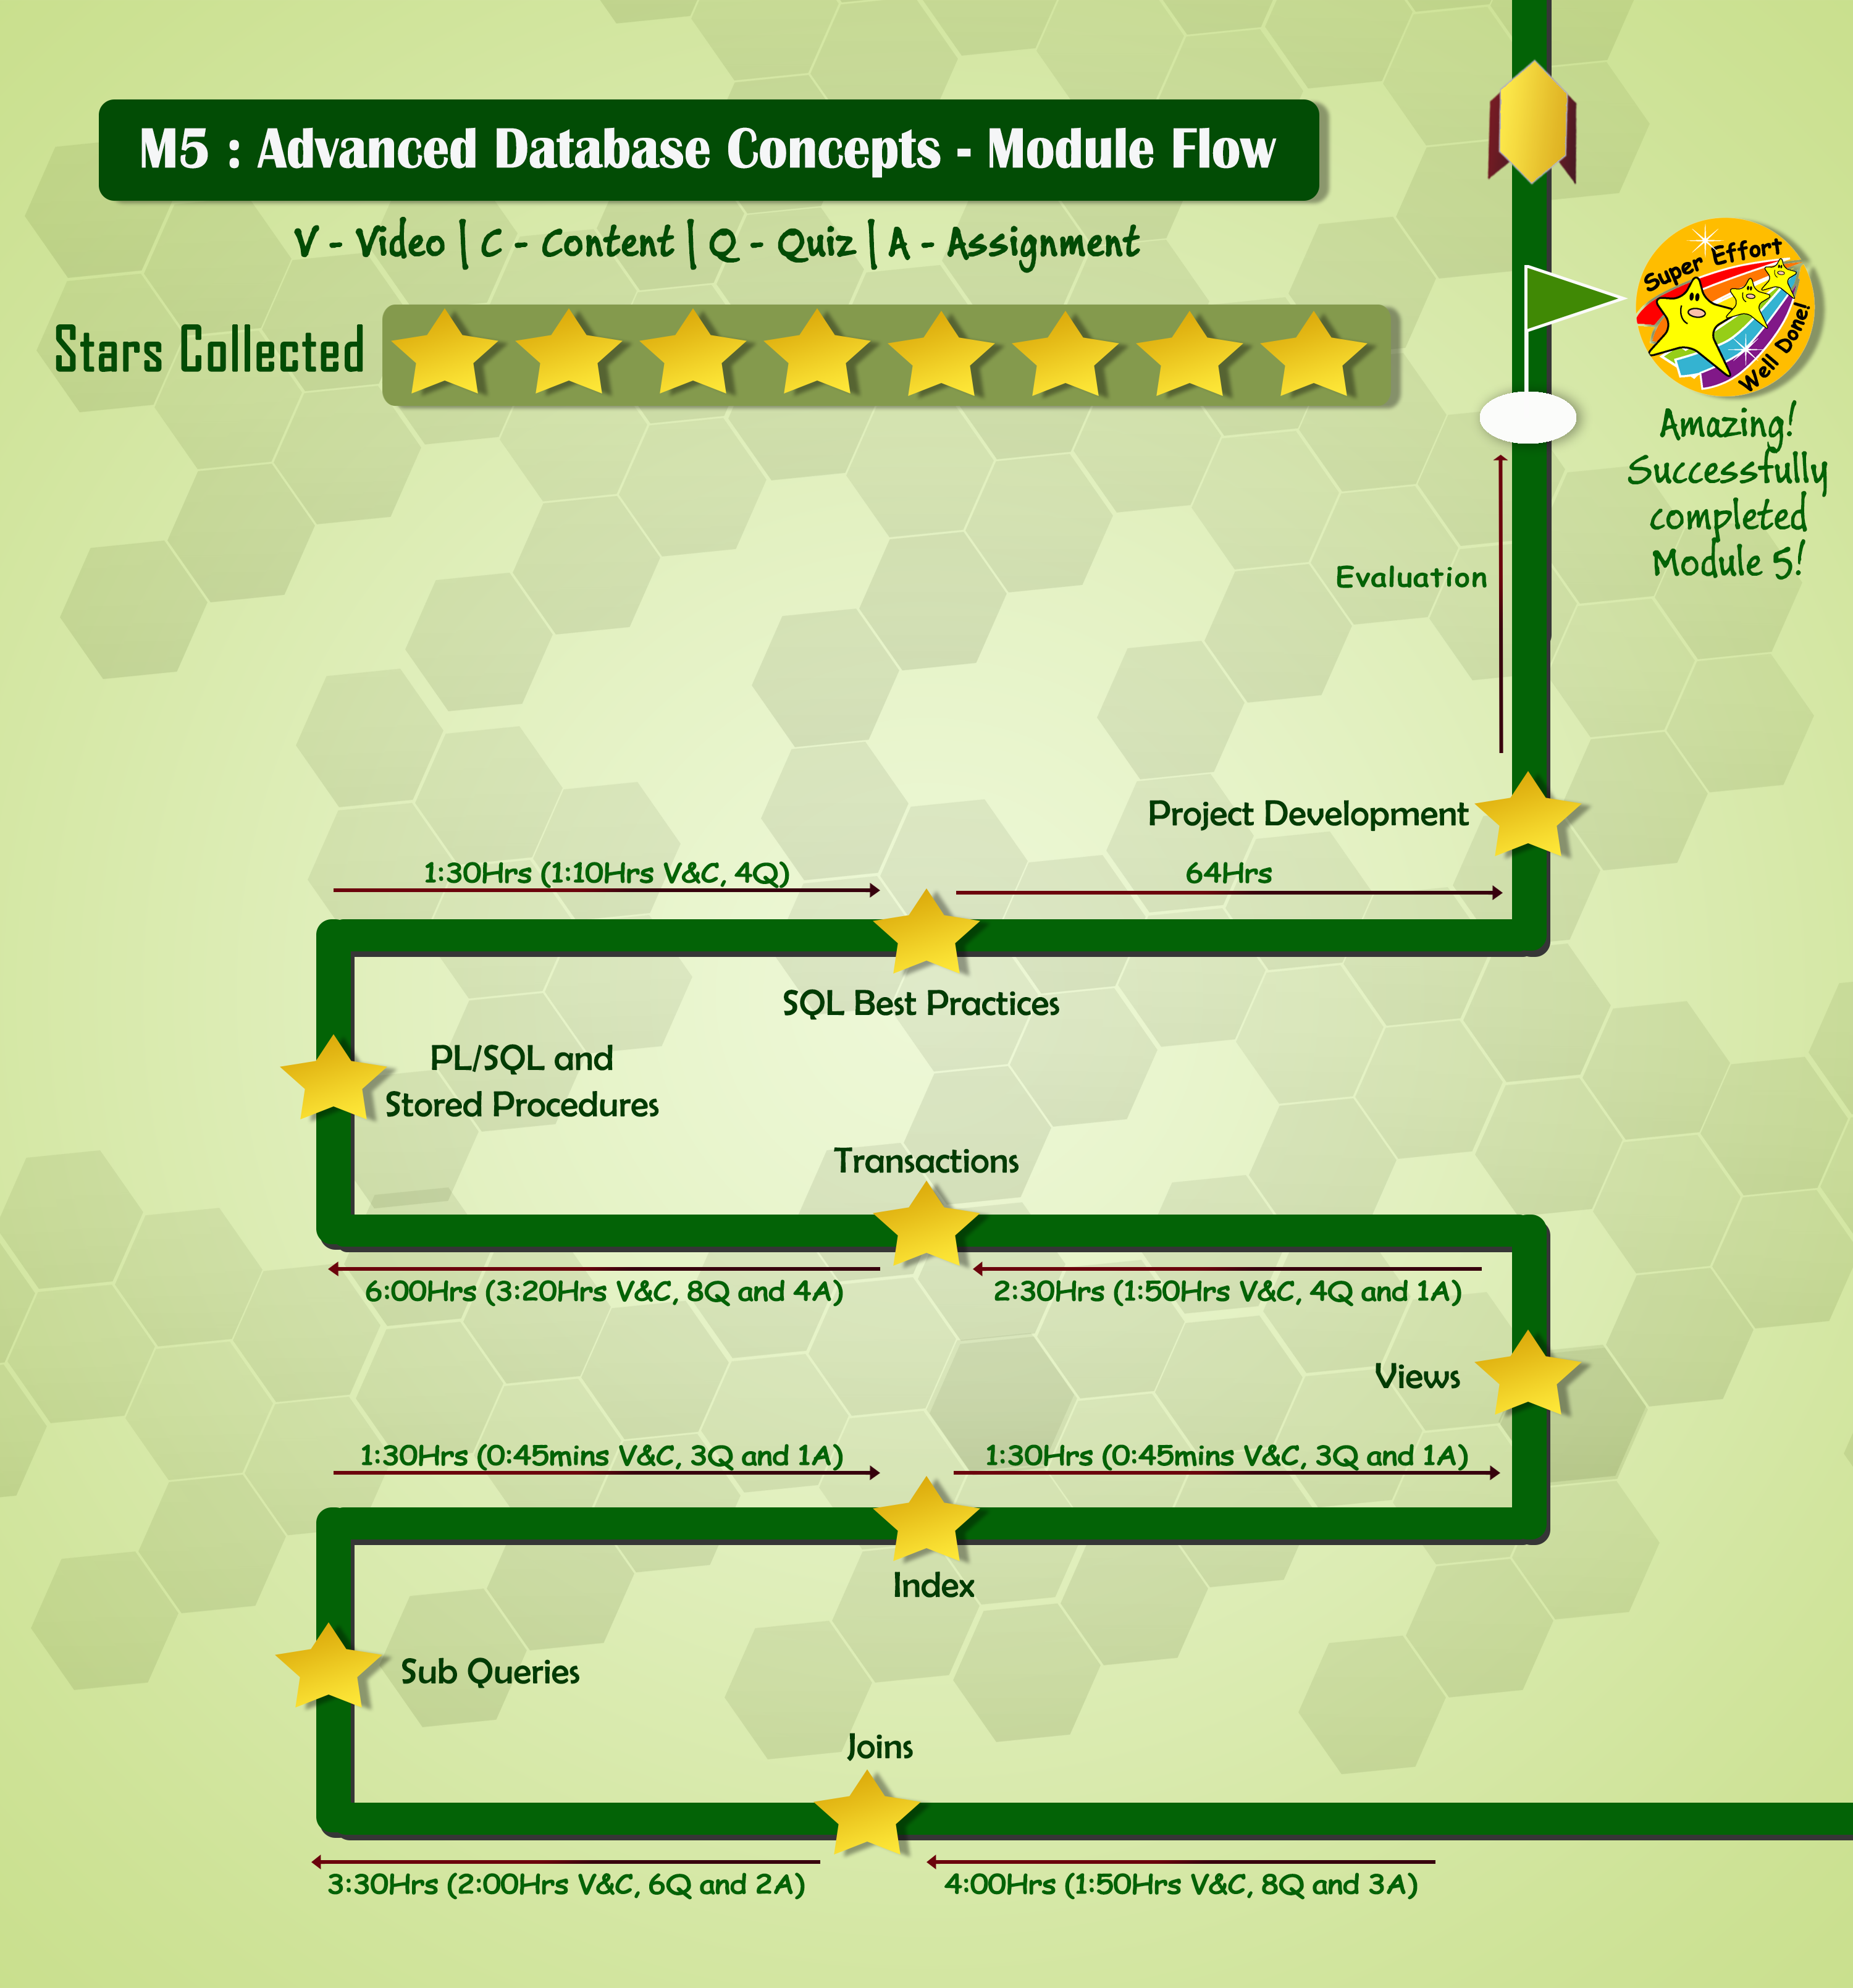 M5 : Advanced Database Concepts - Module Flow
V - Video | C - Content | Q - Quiz | A - Assignment
Stars Collected
Super Effort
Well Done!
Amazing!
Successfully
completed
Module 5!
Evaluation
Project Development
1:30Hrs (1:10Hrs V&C, 4Q)
64Hrs
SQL Best Practices
PL/SQL and
Stored Procedures
Transactions
6:00Hrs (3:20Hrs V&C, 8Q and 4A)
2:30Hrs (1:50Hrs V&C, 4Q and 1A)
Views
1:30Hrs (0:45mins V&C, 3Q and 1A)
1:30Hrs (0:45mins V&C, 3Q and 1A)
Index
Sub Queries
Joins
3:30Hrs (2:00Hrs V&C, 6Q and 2A)
4:00Hrs (1:50Hrs V&C, 8Q and 3A)